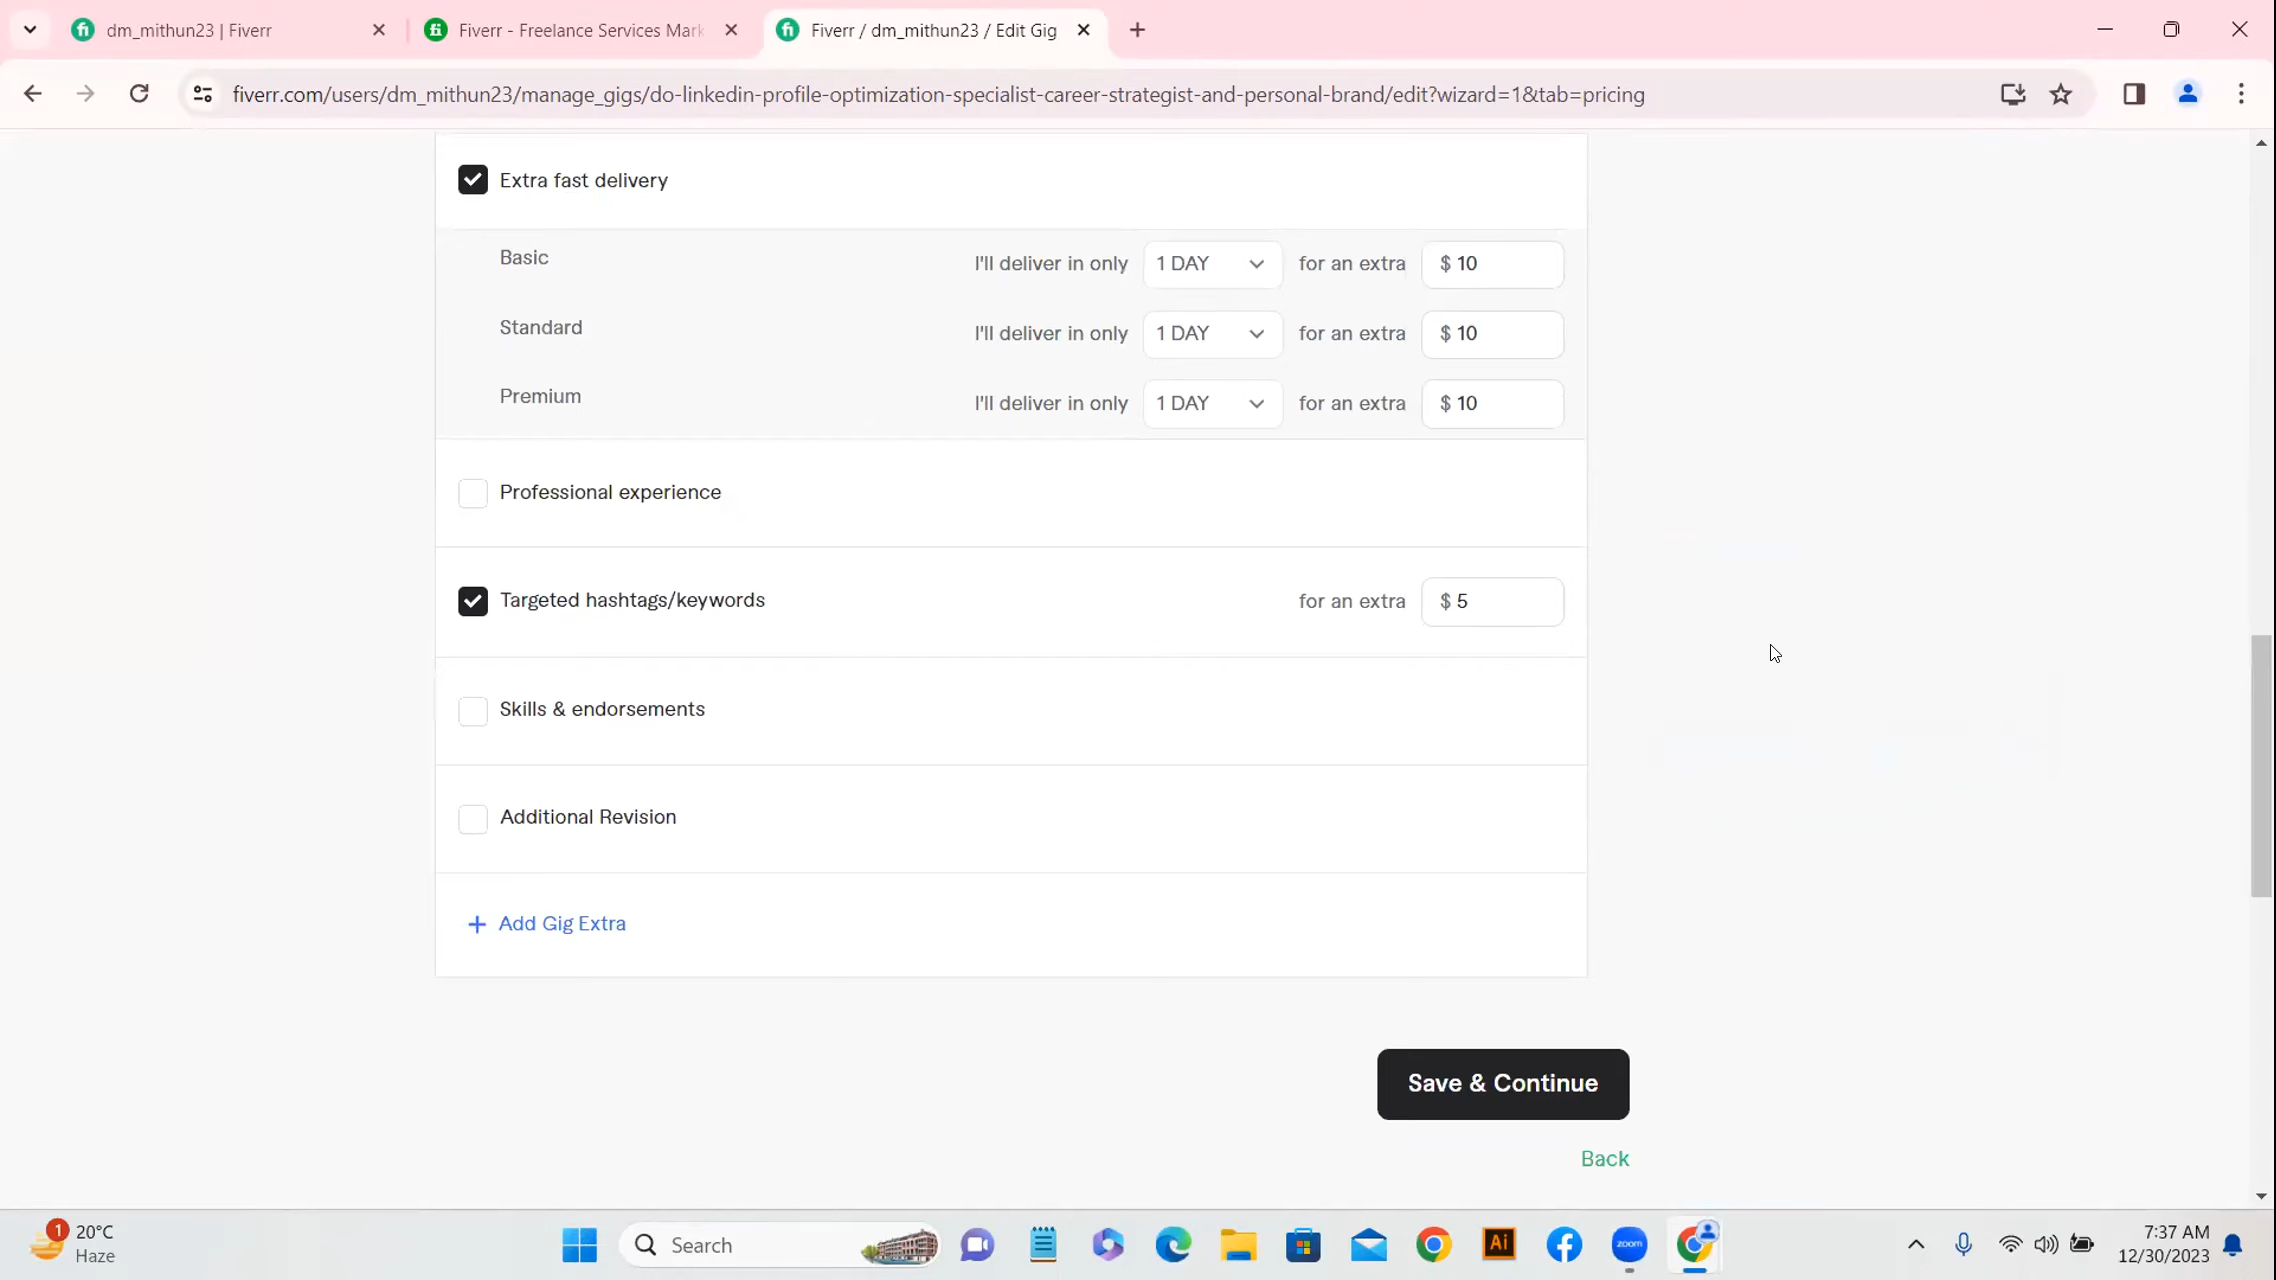 dm_mithun23 | Fiverr
Fiverr - Freelance Services Mark
Fiverr / dm_mithun23 / Edit Gig
fiverr.com/users/dm_mithun23/manage_gigs/do-linkedin-profile-optimization-specialist-career-strategist-and-personal-brand/edit?wizard=1&tab=pricing
Extra fast delivery
Basic I'll deliver in only 1 DAY for an extra $ 10
Standard I'll deliver in only 1 DAY for an extra $ 10
Premium I'll deliver in only 1 DAY for an extra $ 10
Professional experience
Targeted hashtags/keywords for an extra $ 5
Skills & endorsements
Additional Revision
+ Add Gig Extra
Save & Continue
Back
1
20°C
Haze
Search
Ai
zoom
7:37 AM
12/30/2023